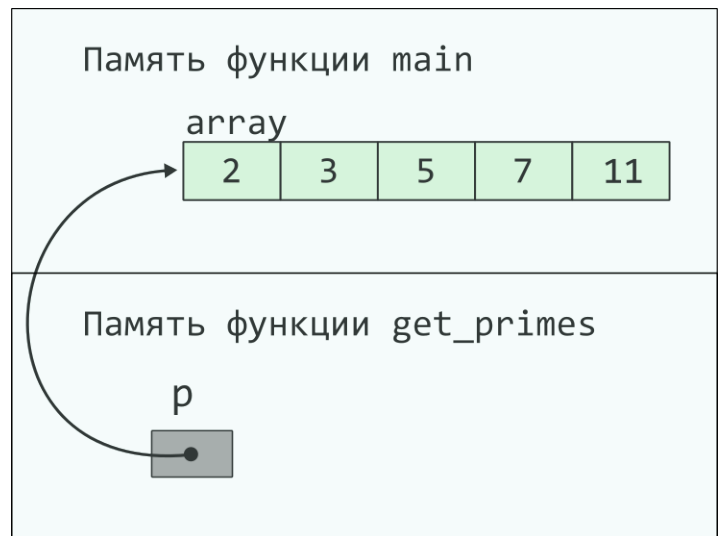 Память функции main
array
2 3 5 7 11
Память функции get_primes
p